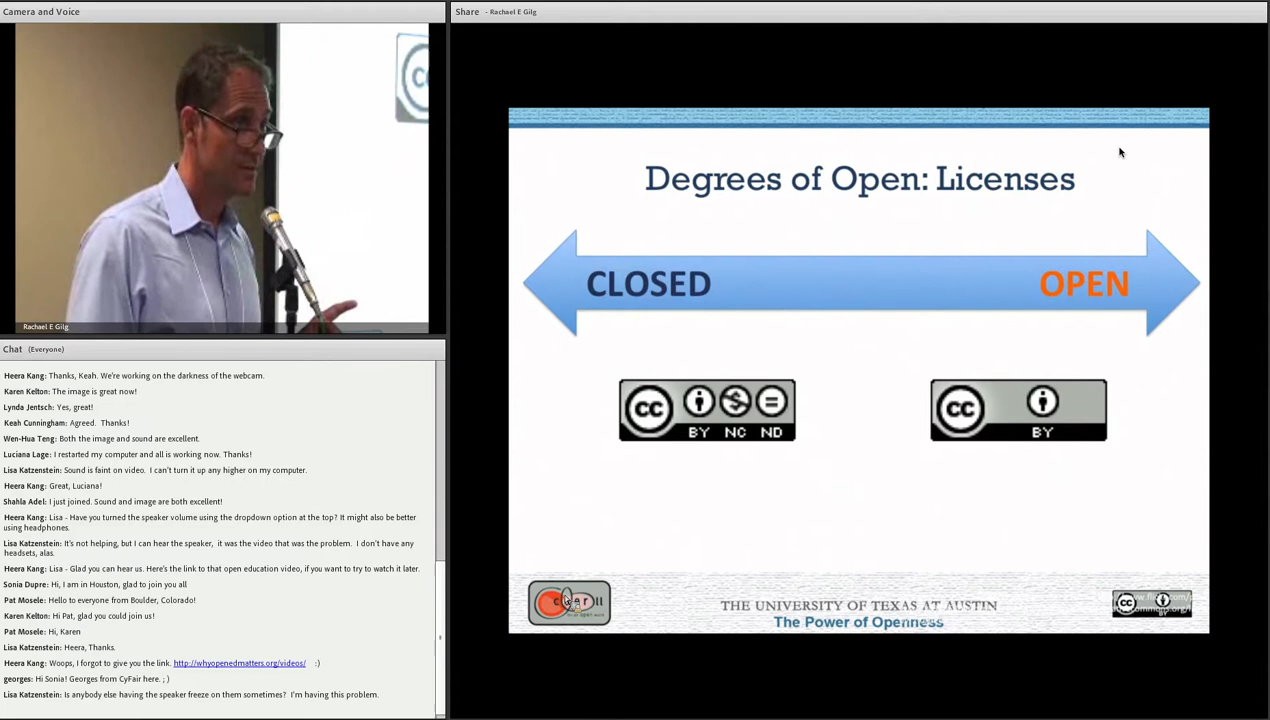 Camera and Voice
Rachael E Gilg
Chat (Everyone)
Heera Kang: Thanks, Keah. We're working on the darkness of the webcam.
Karen Kelton: The image is great now!
Lynda Jentsch: Yes, great!
Keah Cunningham: Agreed. Thanks!
Wen-Hua Teng: Both the image and sound are excellent.
Luciana Lage: I restarted my computer and all is working now. Thanks!
Lisa Katzenstein: Sound is faint on video. I can't turn it up any higher on my computer.
Heera Kang: Great, Luciana!
Shahla Adel: I just joined. Sound and image are both excellent!
Heera Kang: Lisa - Have you turned the speaker volume using the dropdown option at the top? It might also be better
using headphones.
Lisa Katzenstein: It's not helping, but I can hear the speaker, it was the video that was the problem. I don't have any
headsets, alas.
Heera Kang: Lisa - Glad you can hear us. Here's the link to that open education video, if you want to try to watch it later.
Sonia Dupre: Hi, I am in Houston, glad to join you all
Pat Mosele: Hello to everyone from Boulder, Colorado!
Karen Kelton: Hi Pat, glad you could join us!
Pat Mosele: Hi, Karen
Lisa Katzenstein: Heera, Thanks.
Heera Kang: Woops, I forgot to give you the link. http://whyopenedmatters.org/videos/ :)
georges: Hi Sonia! Georges from CyFair here. ; )
Lisa Katzenstein: Is anybody else having the speaker freeze on them sometimes? I'm having this problem.
Share - Rachael E Gilg
Degrees of Open: Licenses
CLOSED OPEN
cc BY NC ND
cc BY
THE UNIVERSITY OF TEXAS AT AUSTIN
The Power of Openness
cc